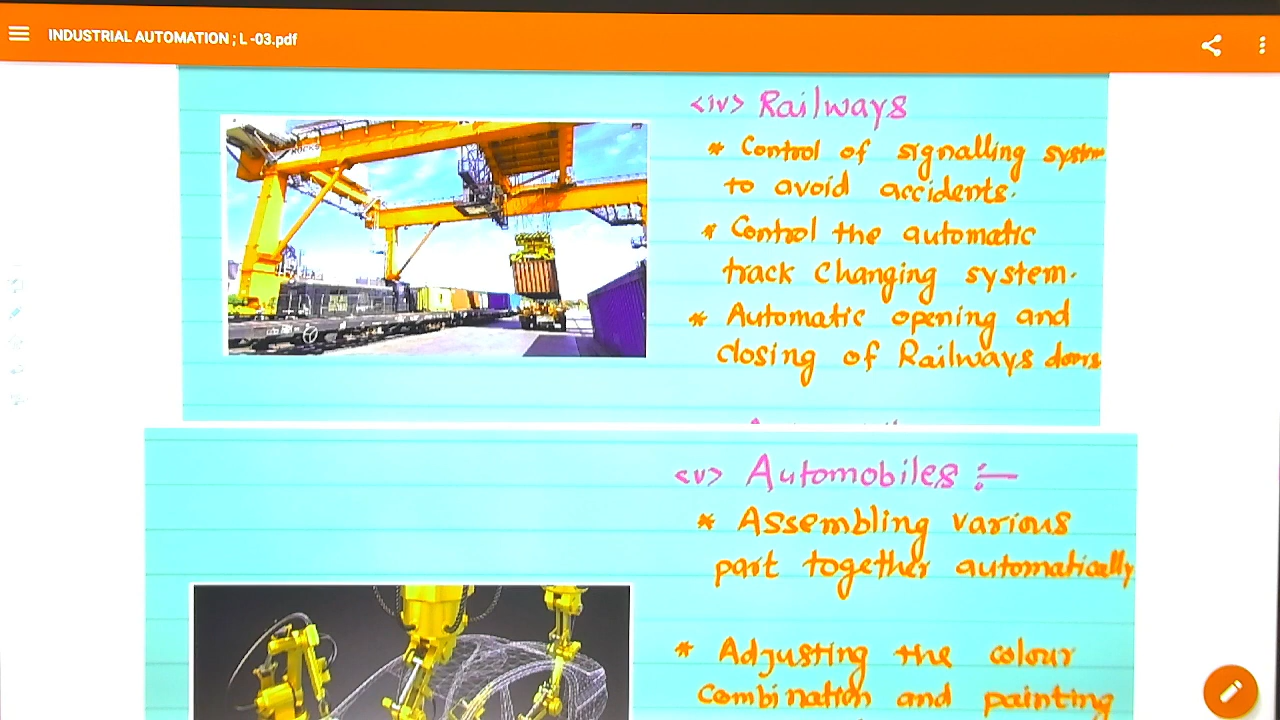 INDUSTRIAL AUTOMATION ; L -03.pdf
<iv> Railways
* Control of signalling system
to avoid accidents.
* Control the automatic
track changing system.
* Automatic opening and
closing of Railways doors
<v> Automobiles :—
* Assembling various
part together automatically
* Adjusting the colour
combination and painting